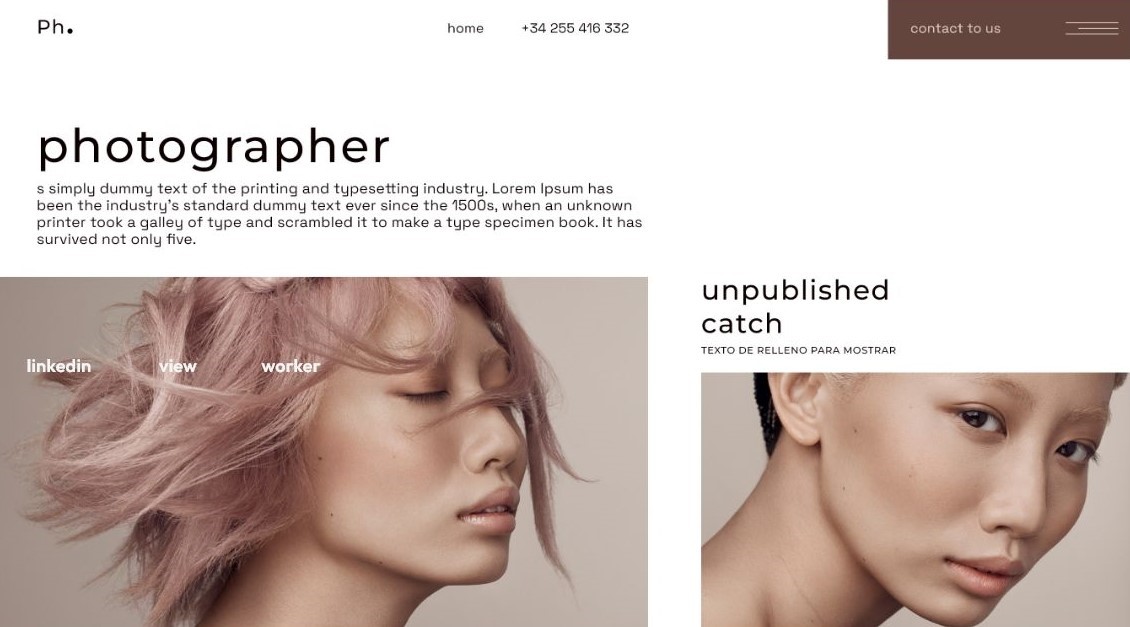 Ph.
home +34 255 416 332
contact to us
photographer
s simply dummy text of the printing and typesetting industry. Lorem Ipsum has
been the industry's standard dummy text ever since the 1500s, when an unknown
printer took a galley of type and scrambled it to make a type specimen book. It has
survived not only five.
linkedin view worker
unpublished
catch
TEXTO DE RELLENO PARA MOSTRAR